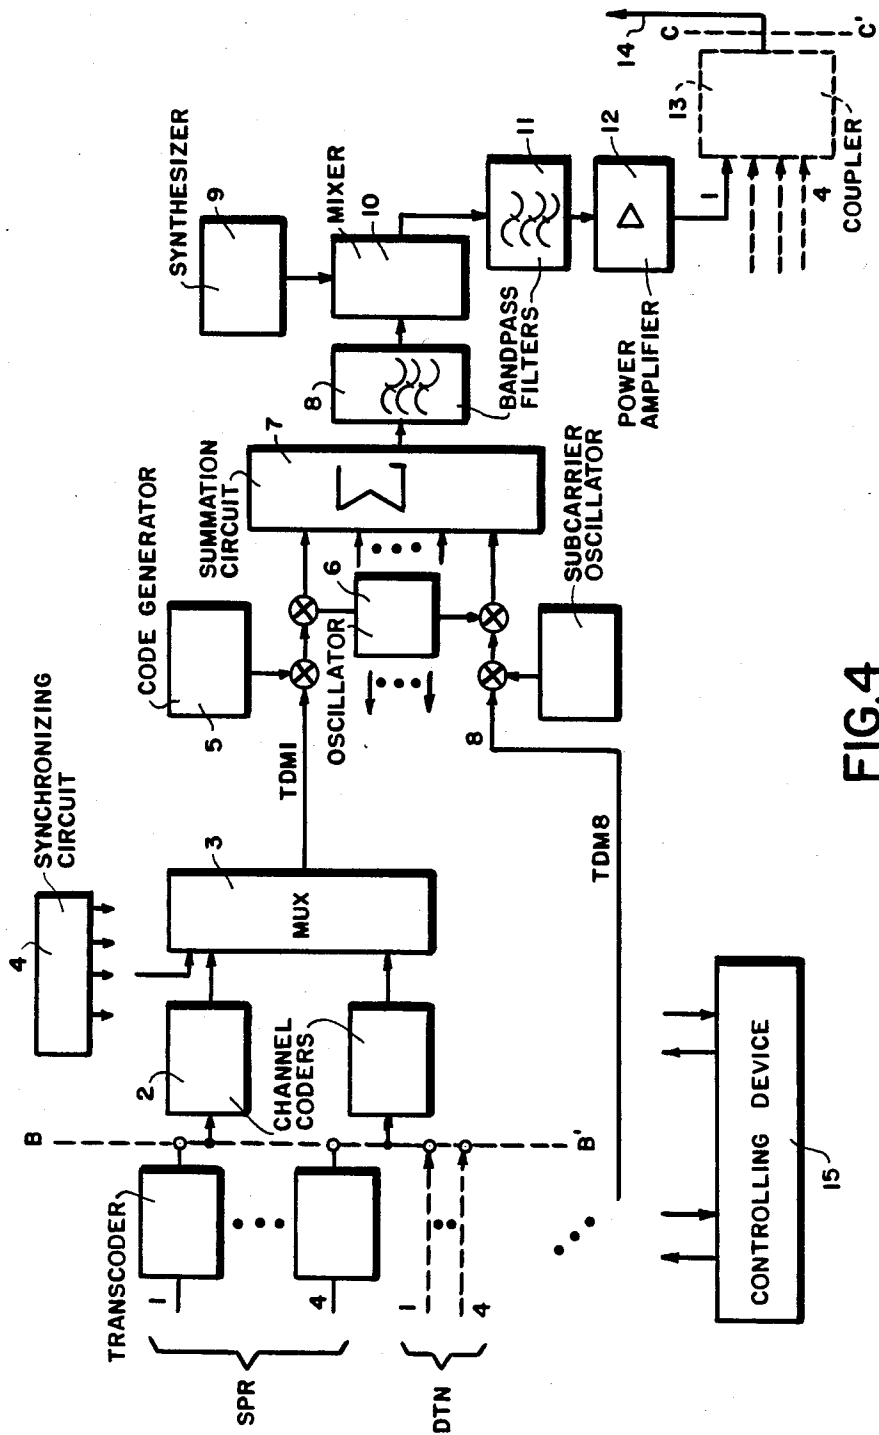 SPR
DTN
1
4
1
4
TRANSCODER
B
B'
2
CHANNEL
CODERS
4
SYNCHRONIZING
CIRCUIT
3
MUX
TDM1
TDM8
8
CODE GENERATOR
5
OSCILLATOR
6
SUBCARRIER
OSCILLATOR
SUMMATION
CIRCUIT
7
Σ
8
BANDPASS
FILTERS
SYNTHESIZER
9
MIXER
10
11
12
POWER
AMPLIFIER
1
4
13
COUPLER
14
C
C'
CONTROLLING DEVICE
15
FIG.4